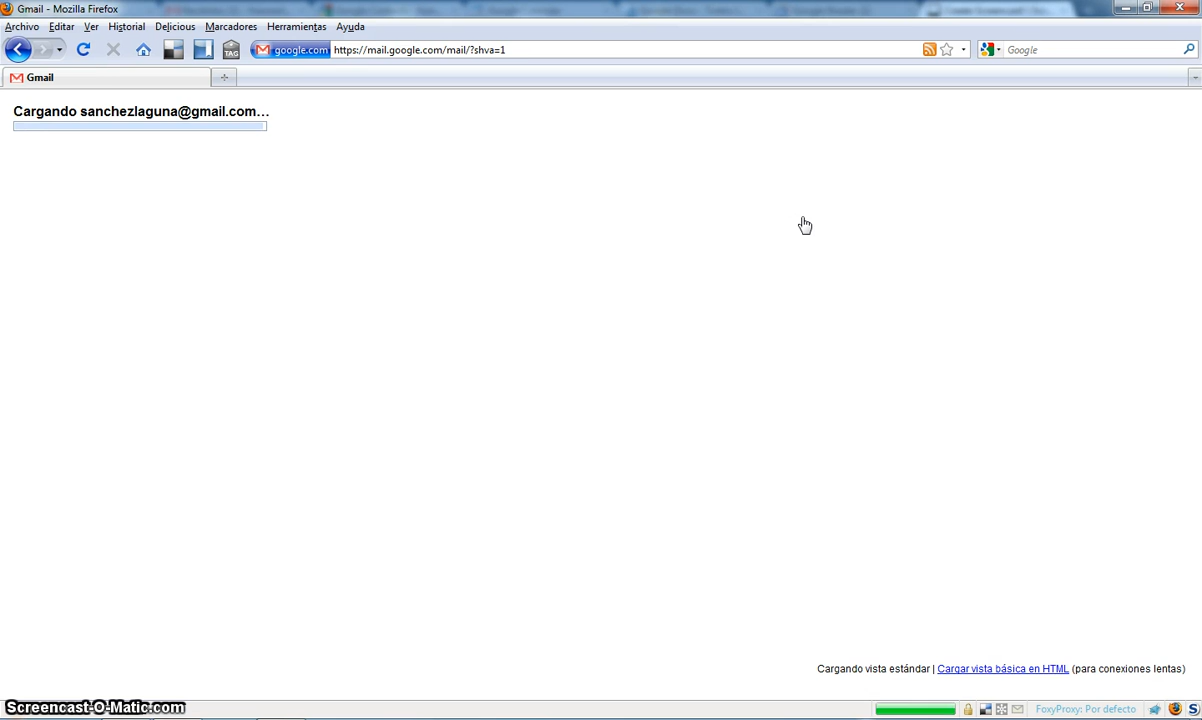 Gmail - Mozilla Firefox
Archivo Editar Ver Historial Delicious Marcadores Herramientas Ayuda
TAG google.com https://mail.google.com/mail/?shva=1 Google
Gmail
Cargando sanchezlaguna@gmail.com...
Cargando vista estándar | Cargar vista básica en HTML (para conexiones lentas)
Screencast-O-Matic.com FoxyProxy: Por defecto S